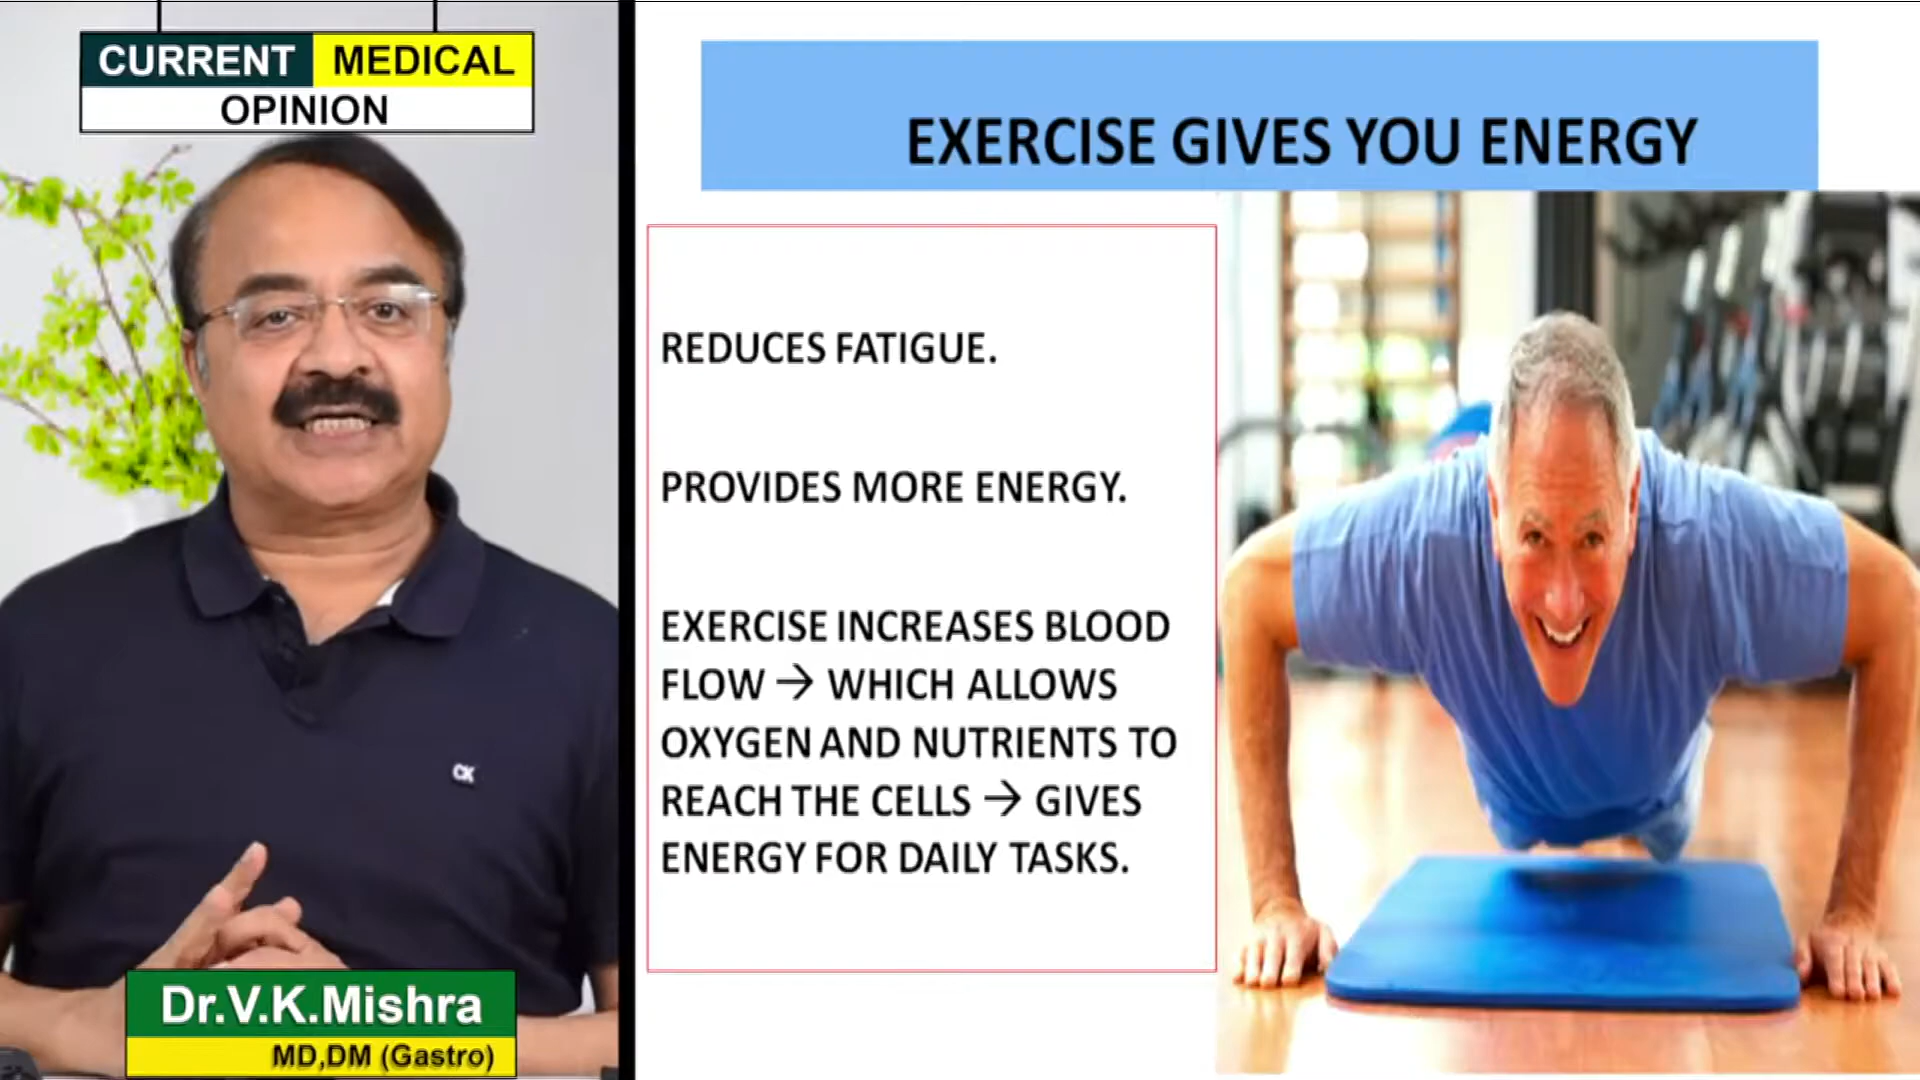 CURRENT MEDICAL
OPINION
EXERCISE GIVES YOU ENERGY
REDUCES FATIGUE.
PROVIDES MORE ENERGY.
EXERCISE INCREASES BLOOD
FLOW → WHICH ALLOWS
OXYGEN AND NUTRIENTS TO
REACH THE CELLS → GIVES
ENERGY FOR DAILY TASKS.
CK
Dr.V.K.Mishra
MD,DM (Gastro)